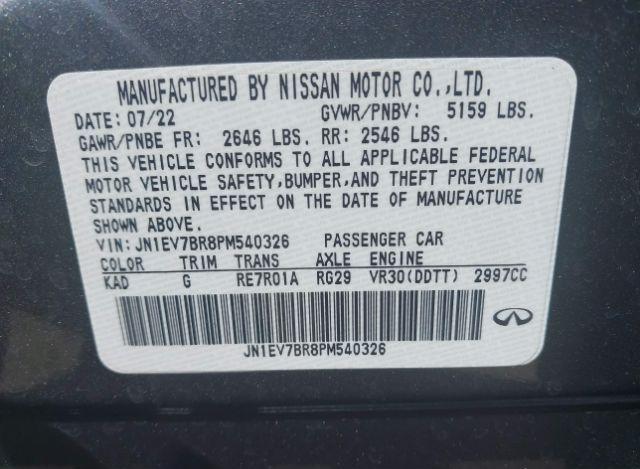 MANUFACTURED BY NISSAN MOTOR CO.,LTD.
DATE: 07/22 GVWR/PNBV: 5159 LBS.
GAWR/PNBE FR: 2646 LBS. RR: 2546 LBS.
THIS VEHICLE CONFORMS TO ALL APPLICABLE FEDERAL
MOTOR VEHICLE SAFETY,BUMPER,AND THEFT PREVENTION
STANDARDS IN EFFECT ON THE DATE OF MANUFACTURE
SHOWN ABOVE.
VIN: JN1EV7BR8PM540326 PASSENGER CAR
COLOR TRIM TRANS AXLE ENGINE
KAD G RE7R01A RG29 VR30(DDTT) 2997CC
JN1EV7BR8PM540326